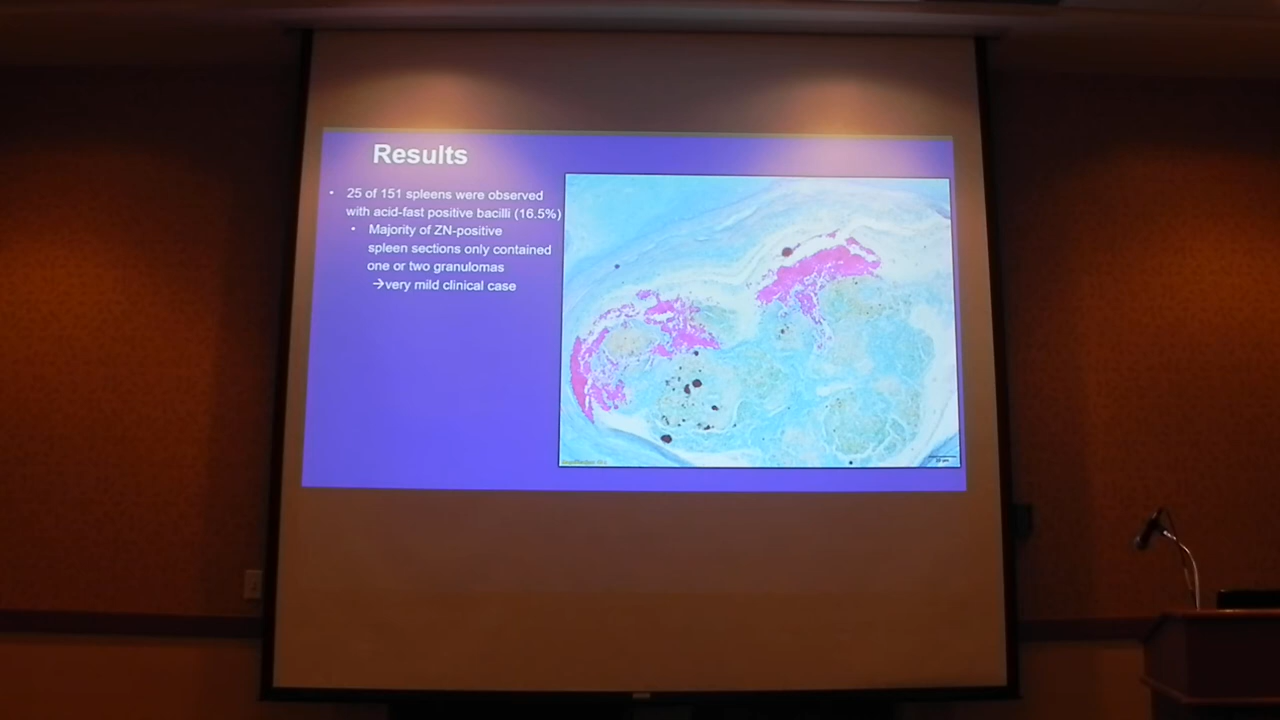 Results
• 25 of 151 spleens were observed
with acid-fast positive bacilli (16.5%)
• Majority of ZN-positive
spleen sections only contained
one or two granulomas
→very mild clinical case